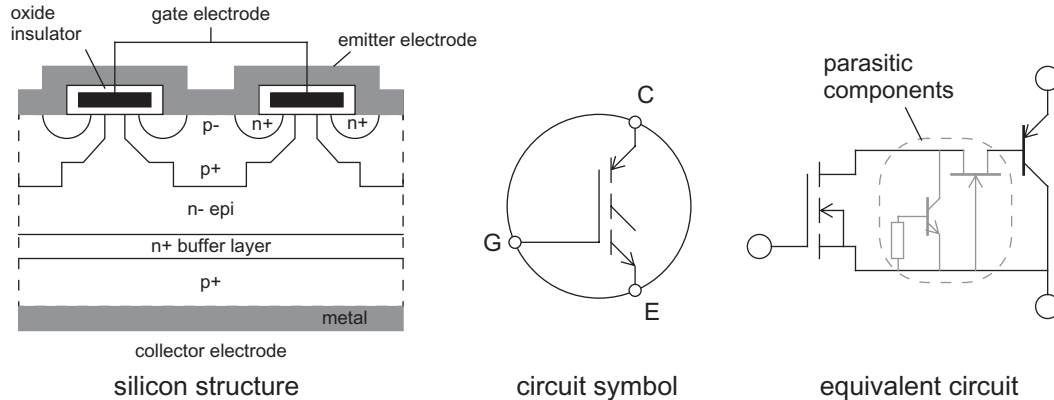 oxide
insulator
gate electrode
emitter electrode
p-
n+
n+
p+
n- epi
n+ buffer layer
p+
metal
collector electrode
silicon structure
C
G
E
circuit symbol
parasitic
components
equivalent circuit